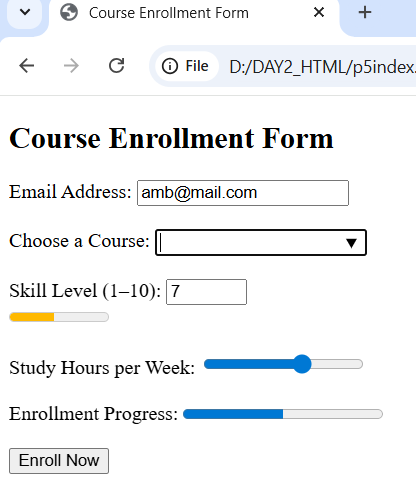 Course Enrollment Form
File D:/DAY2_HTML/p5index.
Course Enrollment Form
Email Address: amb@mail.com
Choose a Course:
Skill Level (1–10): 7
Study Hours per Week:
Enrollment Progress:
Enroll Now